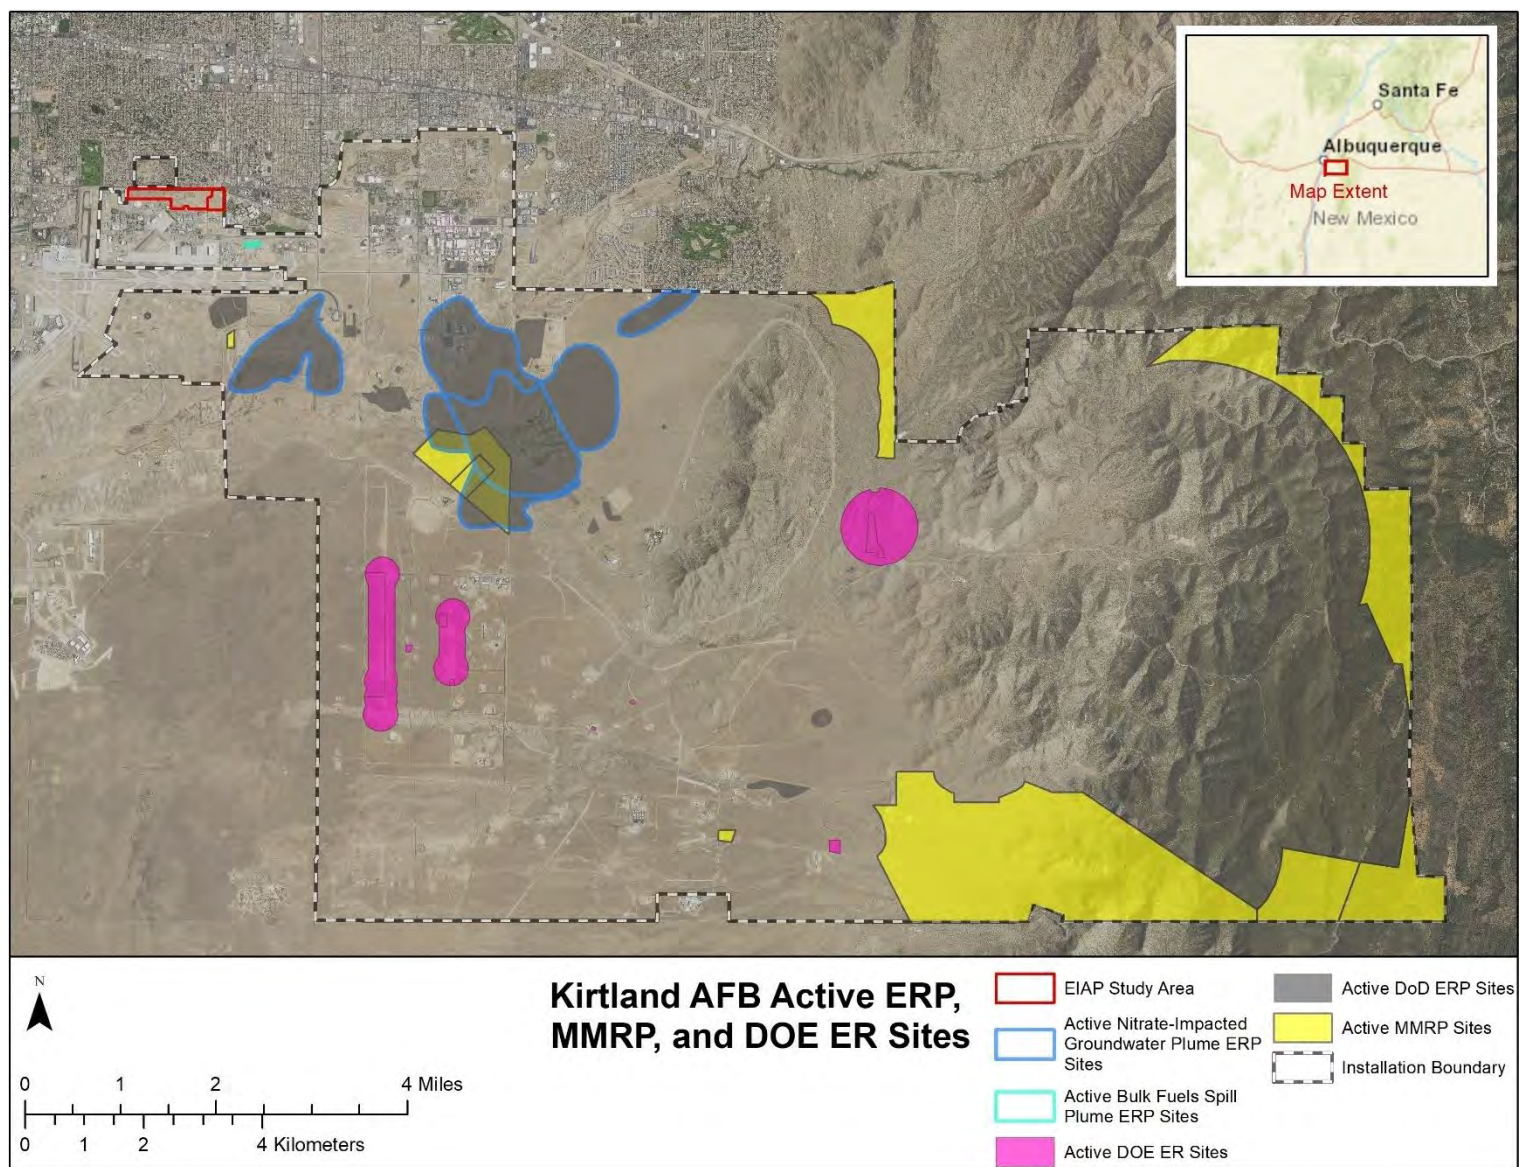 Santa Fe
Albuquerque
Map Extent
New Mexico
N
0 1 2 4 Miles
0 1 2 4 Kilometers
Kirtland AFB Active ERP,
MMRP, and DOE ER Sites
EIAP Study Area
Active Nitrate-Impacted
Groundwater Plume ERP
Sites
Active Bulk Fuels Spill
Plume ERP Sites
Active DOE ER Sites
Active DoD ERP Sites
Active MMRP Sites
Installation Boundary